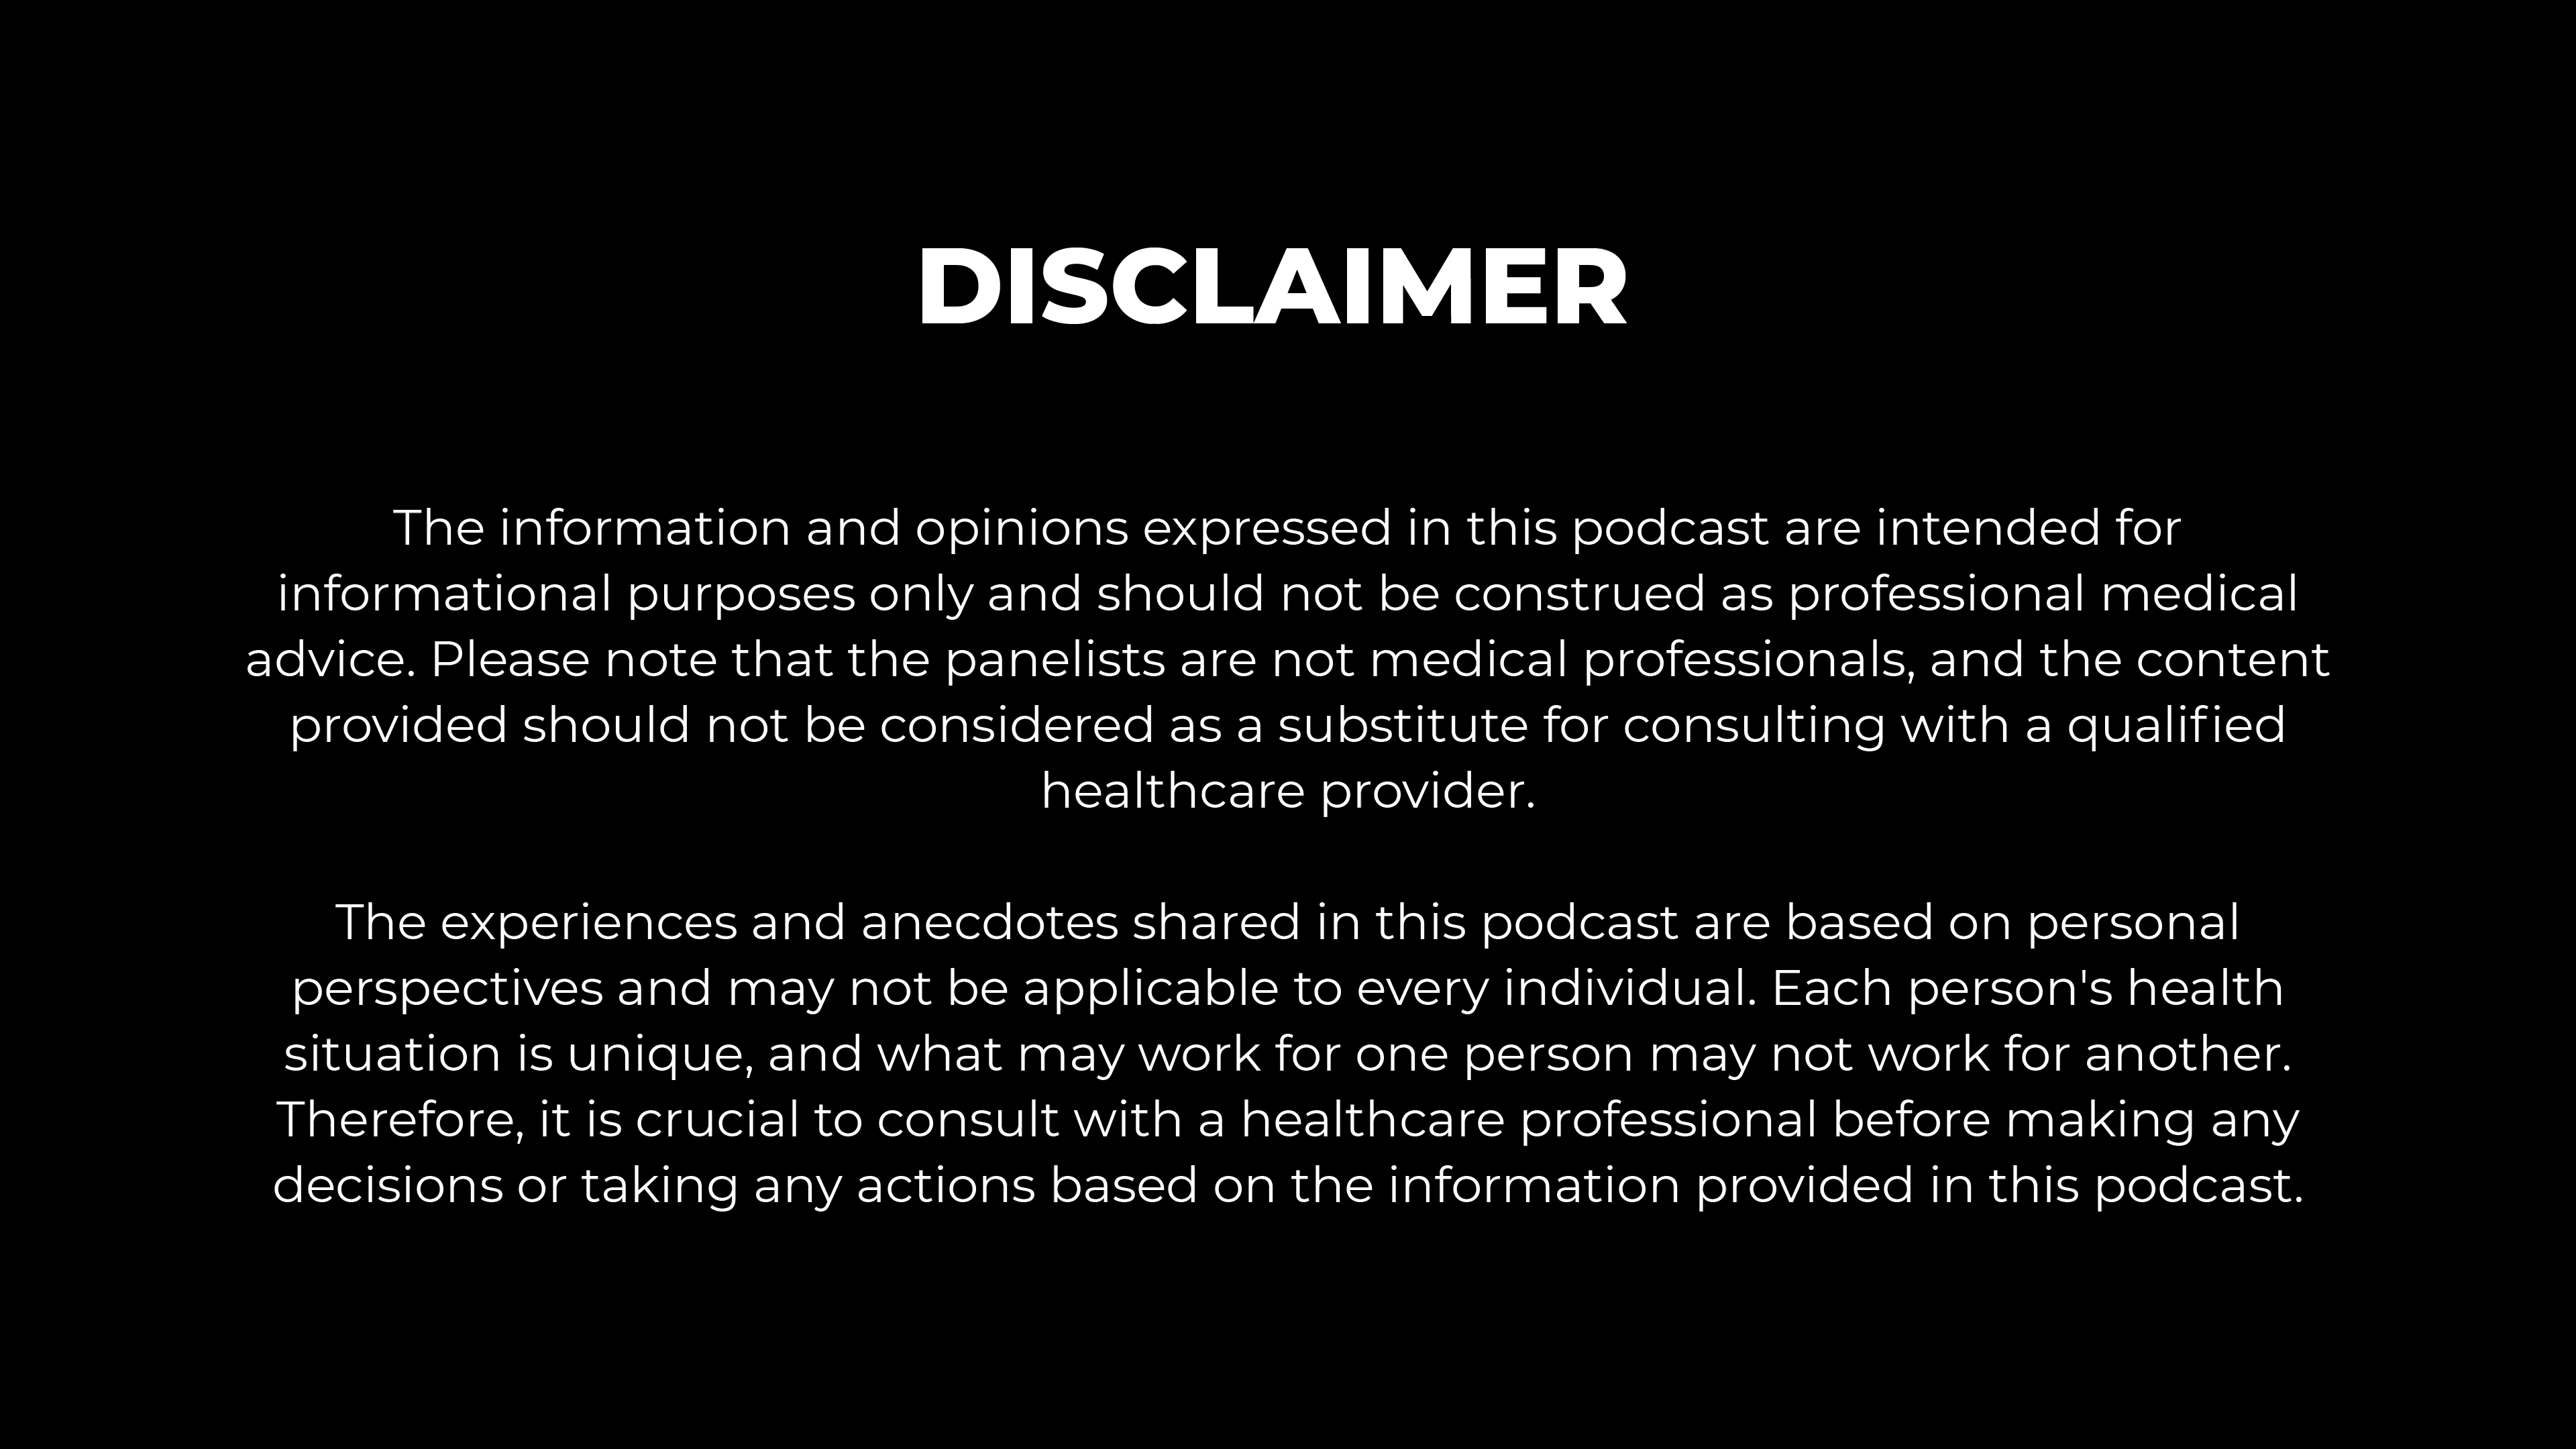 DISCLAIMER
The information and opinions expressed in this podcast are intended for
informational purposes only and should not be construed as professional medical
advice. Please note that the panelists are not medical professionals, and the content
provided should not be considered as a substitute for consulting with a qualified
healthcare provider.
The experiences and anecdotes shared in this podcast are based on personal
perspectives and may not be applicable to every individual. Each person's health
situation is unique, and what may work for one person may not work for another.
Therefore, it is crucial to consult with a healthcare professional before making any
decisions or taking any actions based on the information provided in this podcast.